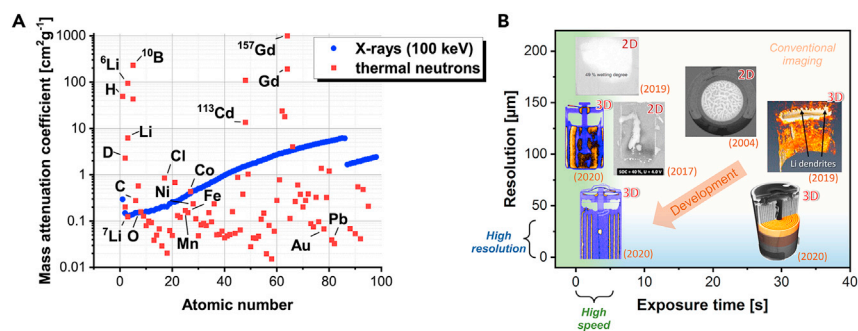 A
Mass attenuation coefficient [cm²g⁻¹]
1000
100
10
1
0.1
0.01
0
20
40
60
80
100
Atomic number
X-rays (100 keV)
thermal neutrons
¹⁵⁷Gd
Gd
¹⁰B
⁶Li
H
¹¹³Cd
Li
D
Cl
Co
C
Ni
Fe
⁷Li
O
Mn
Au
Pb
B
Resolution [µm]
200
150
100
50
0
0
10
20
30
40
Exposure time [s]
High
resolution
High
speed
2D
49 % wetting degree
(2019)
Conventional
imaging
2D
(2004)
3D
(2020)
2D
SOC = 40 %, U = 4.0 V
(2017)
3D
Li dendrites
(2019)
Development
3D
(2020)
3D
(2020)